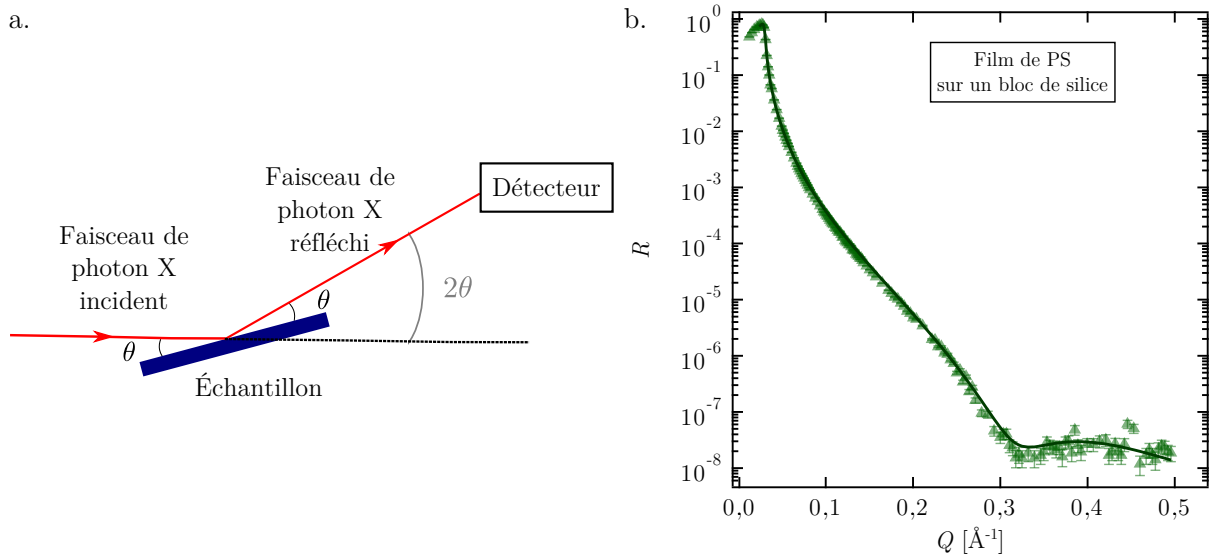 a.
Faisceau de
photon X
incident
Faisceau de
photon X
réfléchi
Détecteur
θ
θ
2θ
Échantillon
b.
Film de PS
sur un bloc de silice
R
10⁰
10⁻¹
10⁻²
10⁻³
10⁻⁴
10⁻⁵
10⁻⁶
10⁻⁷
10⁻⁸
0,0 0,1 0,2 0,3 0,4 0,5
Q [Å⁻¹]